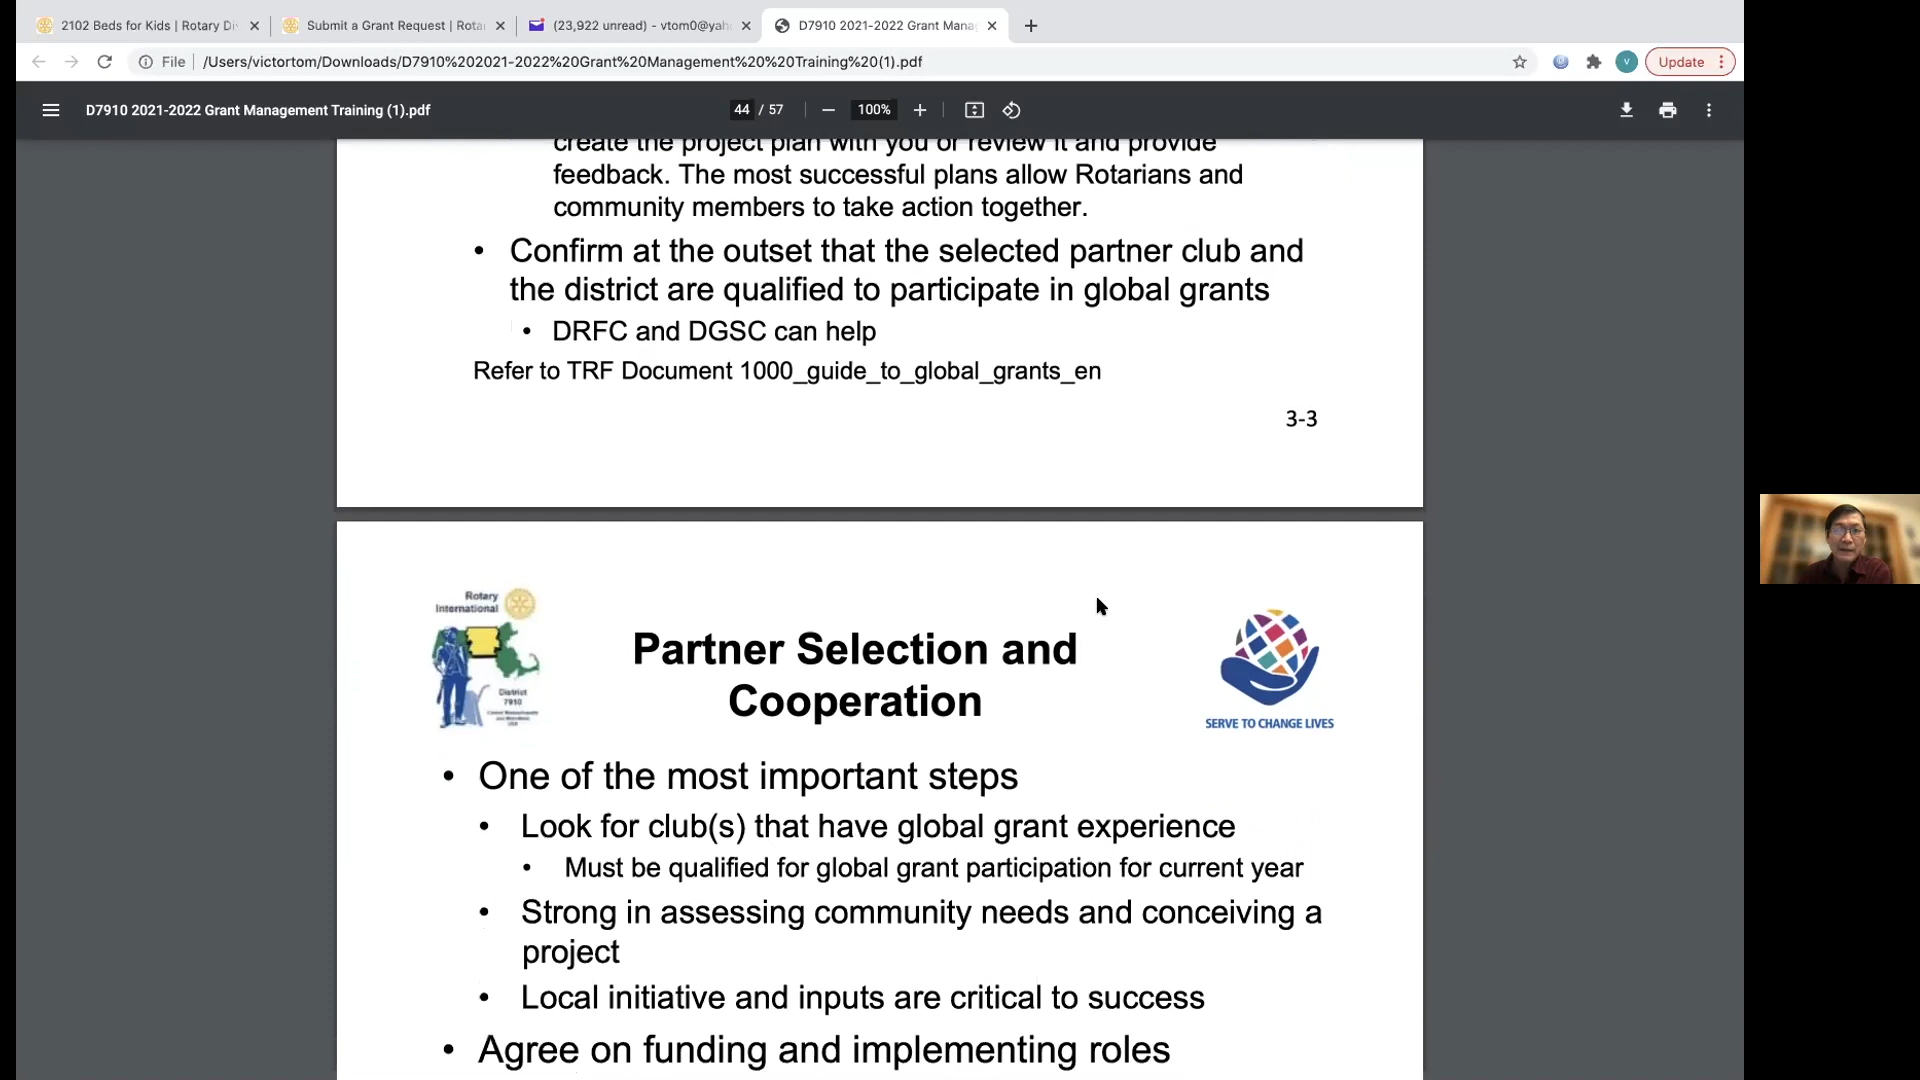 2102 Beds for Kids | Rotary Di
Submit a Grant Request | Rota
(23,922 unread) - vtom0@yah
D7910 2021-2022 Grant Mana
File
/Users/victortom/Downloads/D7910%202021-2022%20Grant%20Management%20%20Training%20(1).pdf
V
Update
D7910 2021-2022 Grant Management Training (1).pdf
44 / 57
100%
create the project plan with you or review it and provide
feedback. The most successful plans allow Rotarians and
community members to take action together.
• Confirm at the outset that the selected partner club and
the district are qualified to participate in global grants
• DRFC and DGSC can help
Refer to TRF Document 1000_guide_to_global_grants_en
3-3
Rotary
International
District
7910
Partner Selection and
Cooperation
SERVE TO CHANGE LIVES
• One of the most important steps
• Look for club(s) that have global grant experience
• Must be qualified for global grant participation for current year
• Strong in assessing community needs and conceiving a
project
• Local initiative and inputs are critical to success
• Agree on funding and implementing roles